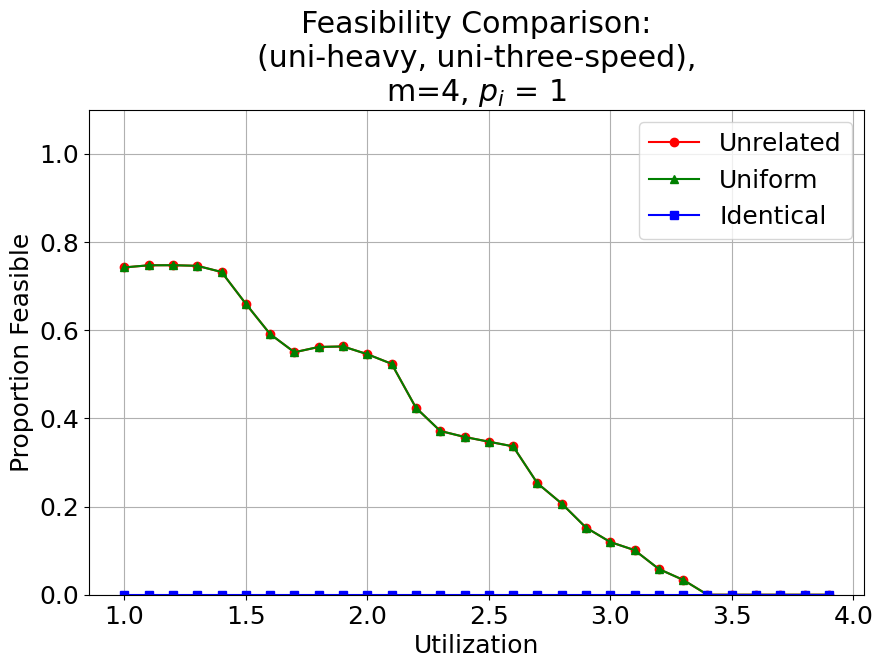 Feasibility Comparison:
(uni-heavy, uni-three-speed),
m=4, $p_i$ = 1
Unrelated
Uniform
Identical
Proportion Feasible
1.0
0.8
0.6
0.4
0.2
0.0
1.0 1.5 2.0 2.5 3.0 3.5 4.0
Utilization